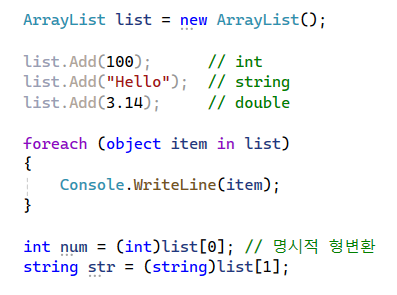 ArrayList list = new ArrayList();
list.Add(100);      // int
list.Add("Hello");  // string
list.Add(3.14);     // double
foreach (object item in list)
{
    Console.WriteLine(item);
}
int num = (int)list[0]; // 명시적 형변환
string str = (string)list[1];